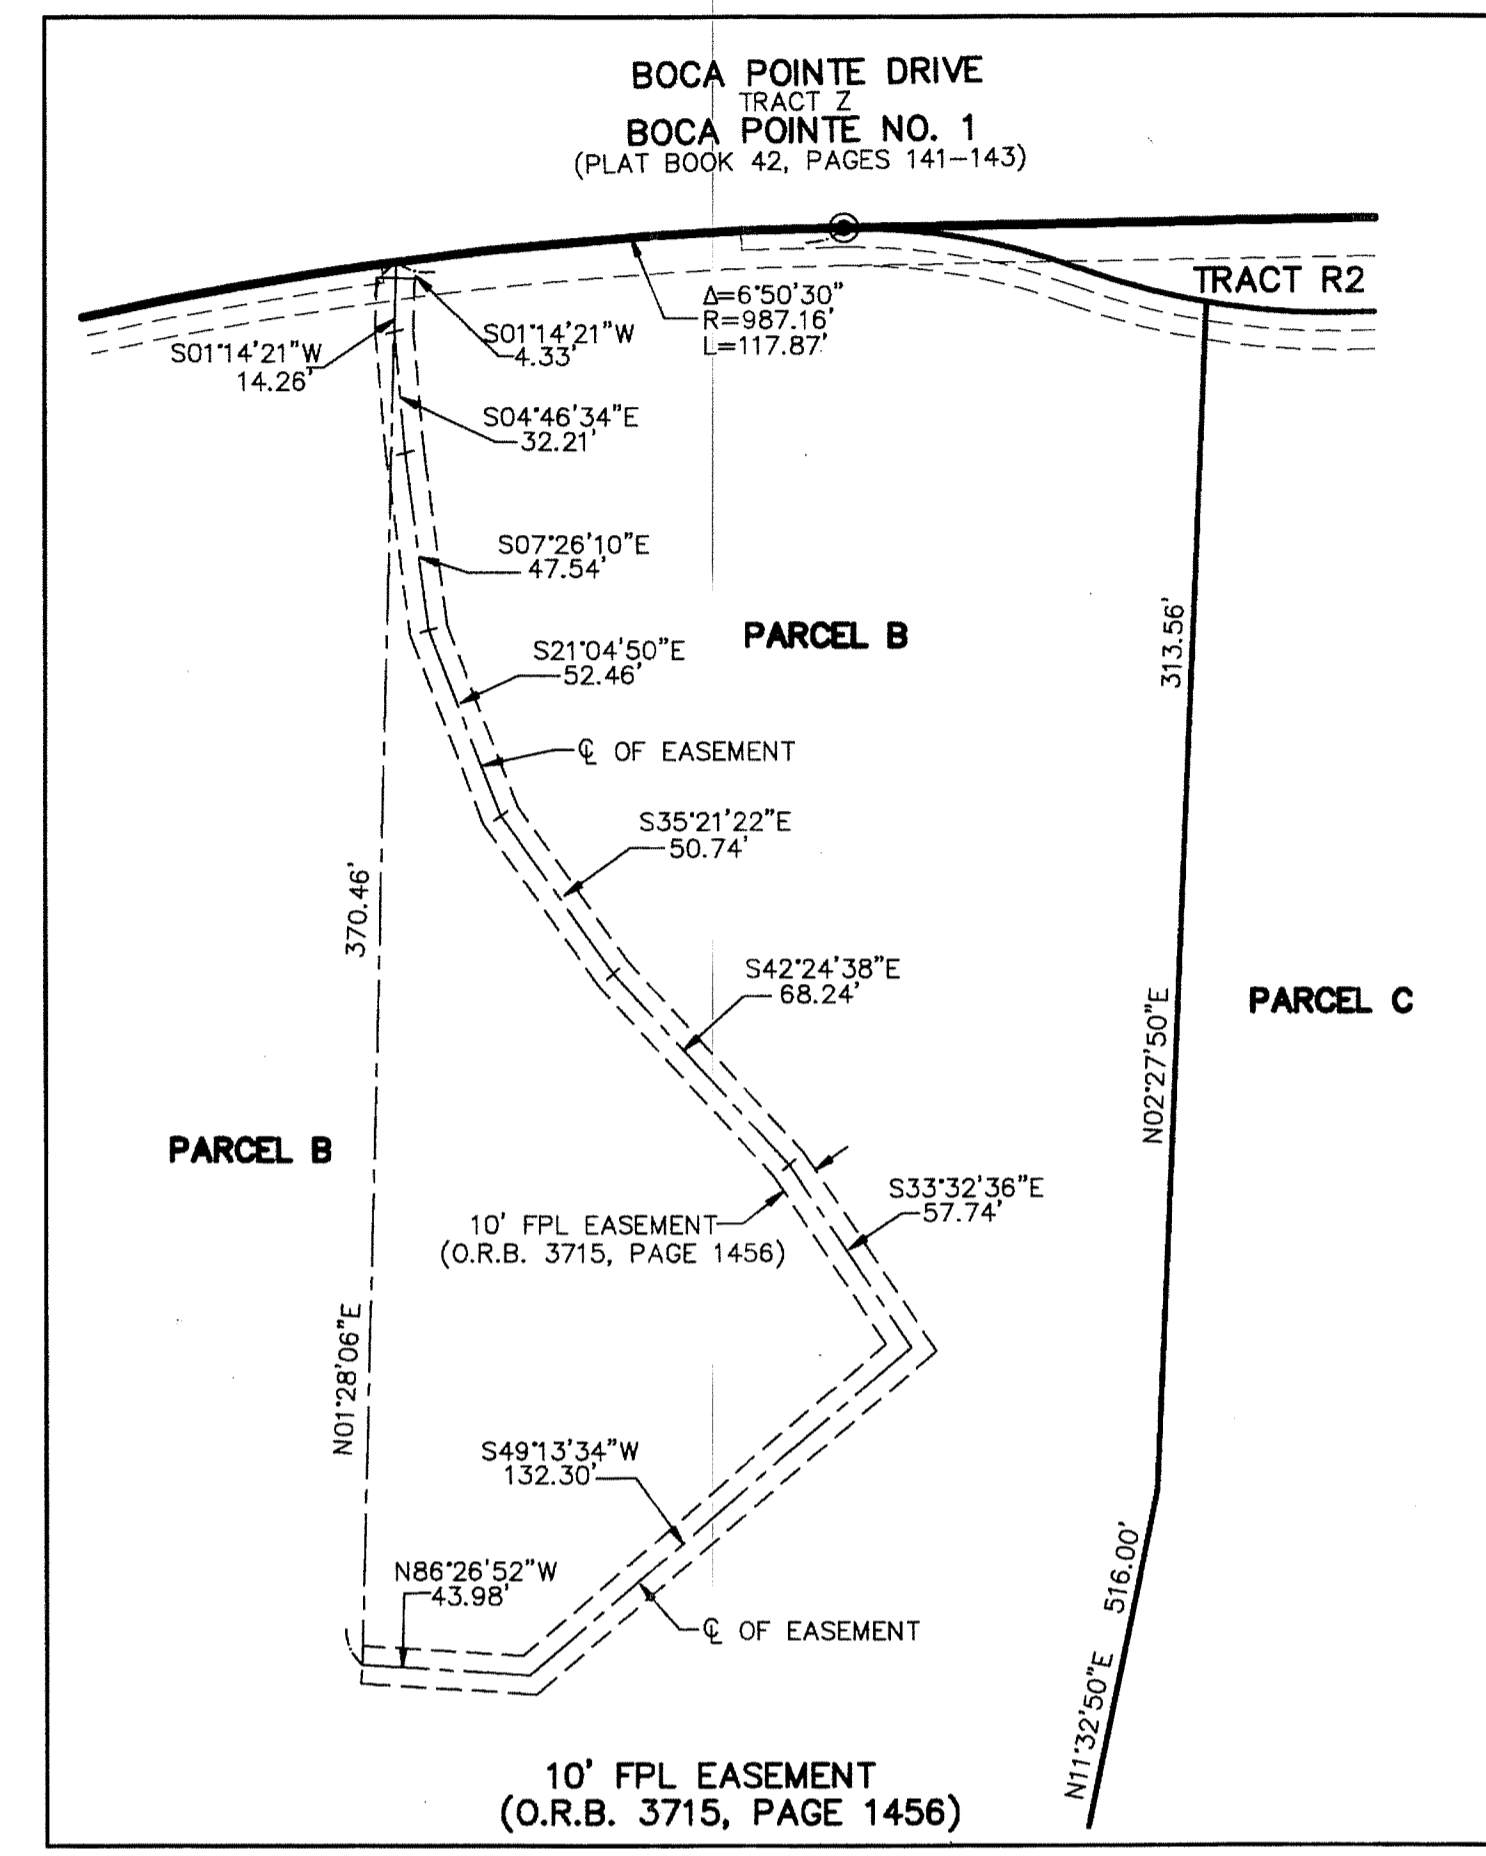 BOCA POINTE DRIVE
TRACT Z
BOCA POINTE NO. 1
(PLAT BOOK 42, PAGES 141-143)
TRACT R2
Δ=6°50'30"
R=987.16'
L=117.87'
S01°14'21"W
4.33'
S01°14'21"W
14.26'
S04°46'34"E
32.21'
S07°26'10"E
47.54'
PARCEL B
313.56'
S21°04'50"E
52.46'
℄ OF EASEMENT
S35°21'22"E
50.74'
370.46'
S42°24'38"E
68.24'
PARCEL C
N02°27'50"E
PARCEL B
S33°32'36"E
57.74'
10' FPL EASEMENT
(O.R.B. 3715, PAGE 1456)
N01°28'06"E
S49°13'34"W
132.30'
516.00'
N86°26'52"W
43.98'
℄ OF EASEMENT
N11°32'50"E
10' FPL EASEMENT
(O.R.B. 3715, PAGE 1456)